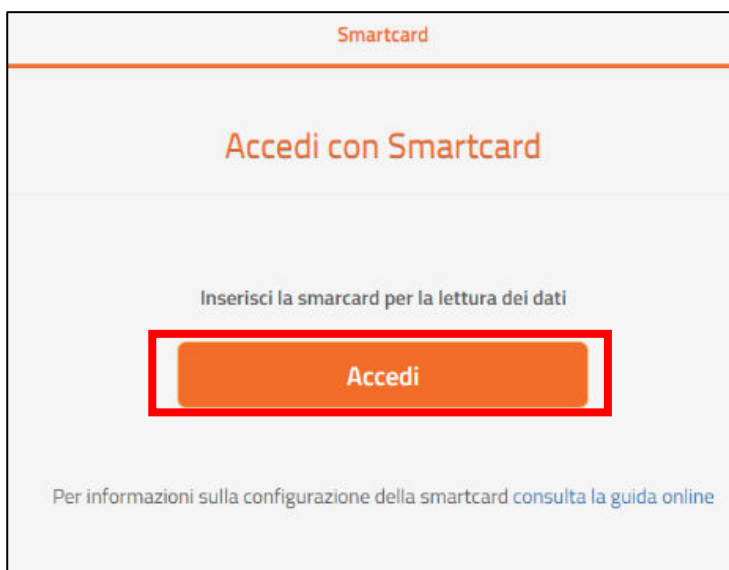 Smartcard
Accedi con Smartcard
Inserisci la smarcard per la lettura dei dati
Accedi
Per informazioni sulla configurazione della smartcard consulta la guida online